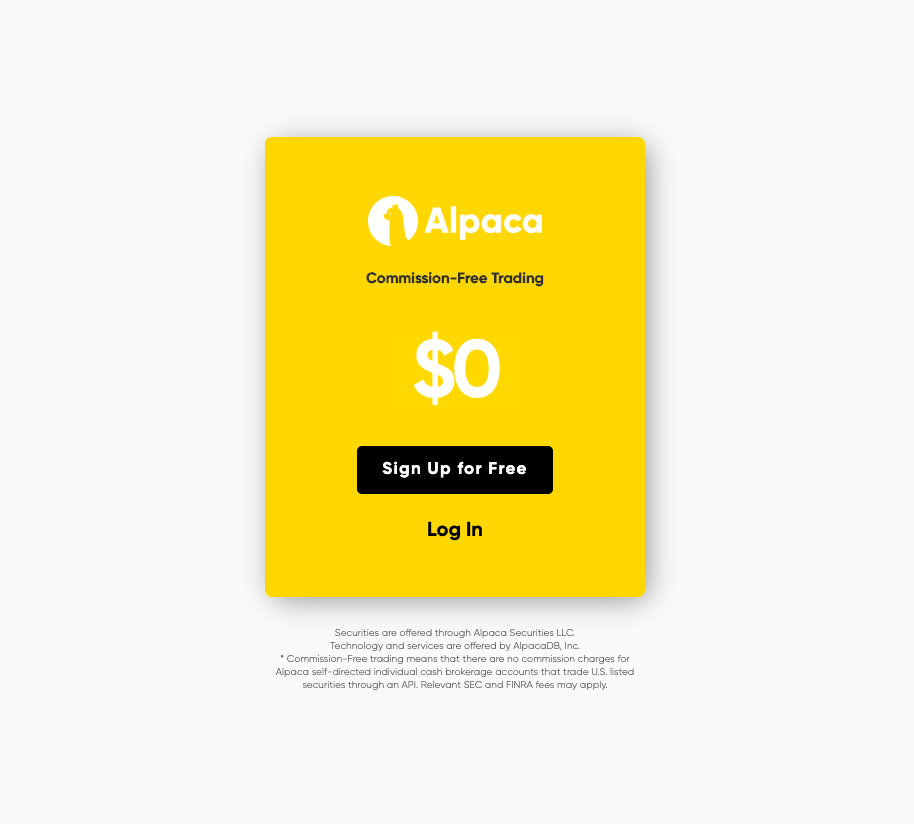 Alpaca
Commission-Free Trading
$0
Sign Up for Free
Log In
Securities are offered through Alpaca Securities LLC.
Technology and services are offered by AlpacaDB, Inc.
* Commission-Free trading means that there are no commission charges for
Alpaca self-directed individual cash brokerage accounts that trade U.S. listed
securities through an API. Relevant SEC and FINRA fees may apply.